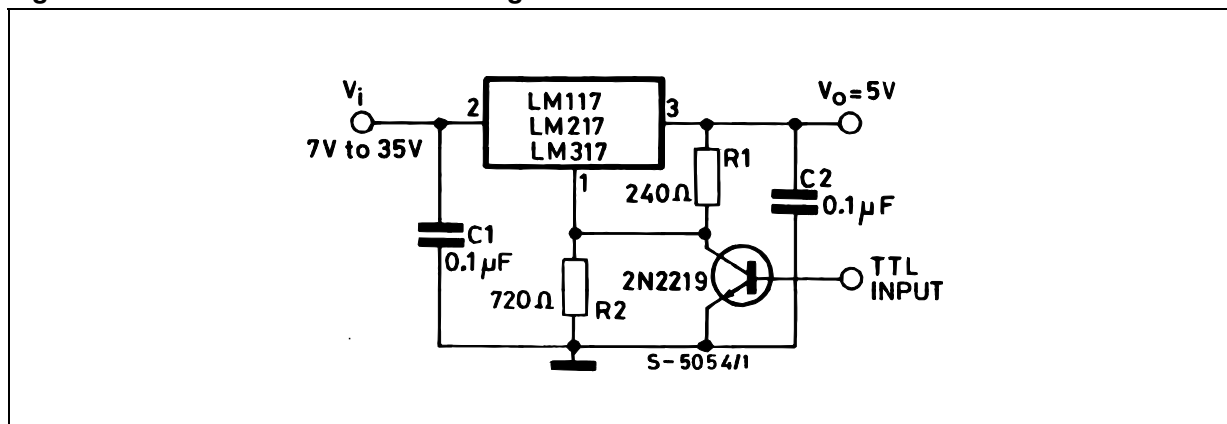 Vi
7V to 35V
2
LM117
LM217
LM317
3
1
Vo=5V
R1
240Ω
C2
0.1µF
C1
0.1µF
720Ω
R2
2N2219
TTL
INPUT
S-5054/1